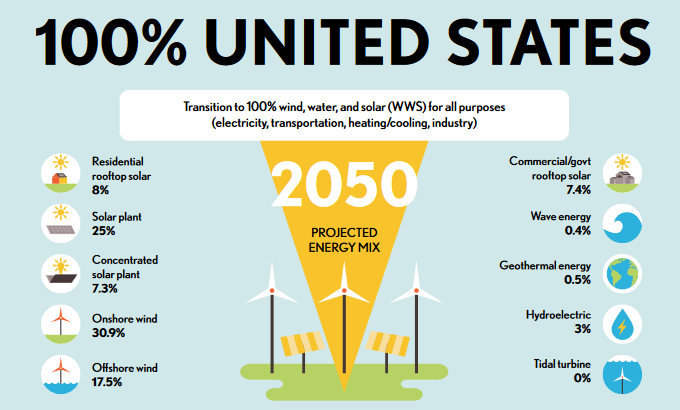 100% UNITED STATES
Transition to 100% wind, water, and solar (WWS) for all purposes
(electricity, transportation, heating/cooling, industry)
2050
PROJECTED
ENERGY MIX
Residential
rooftop solar
8%
Solar plant
25%
Concentrated
solar plant
7.3%
Onshore wind
30.9%
Offshore wind
17.5%
Commercial/govt
rooftop solar
7.4%
Wave energy
0.4%
Geothermal energy
0.5%
Hydroelectric
3%
Tidal turbine
0%